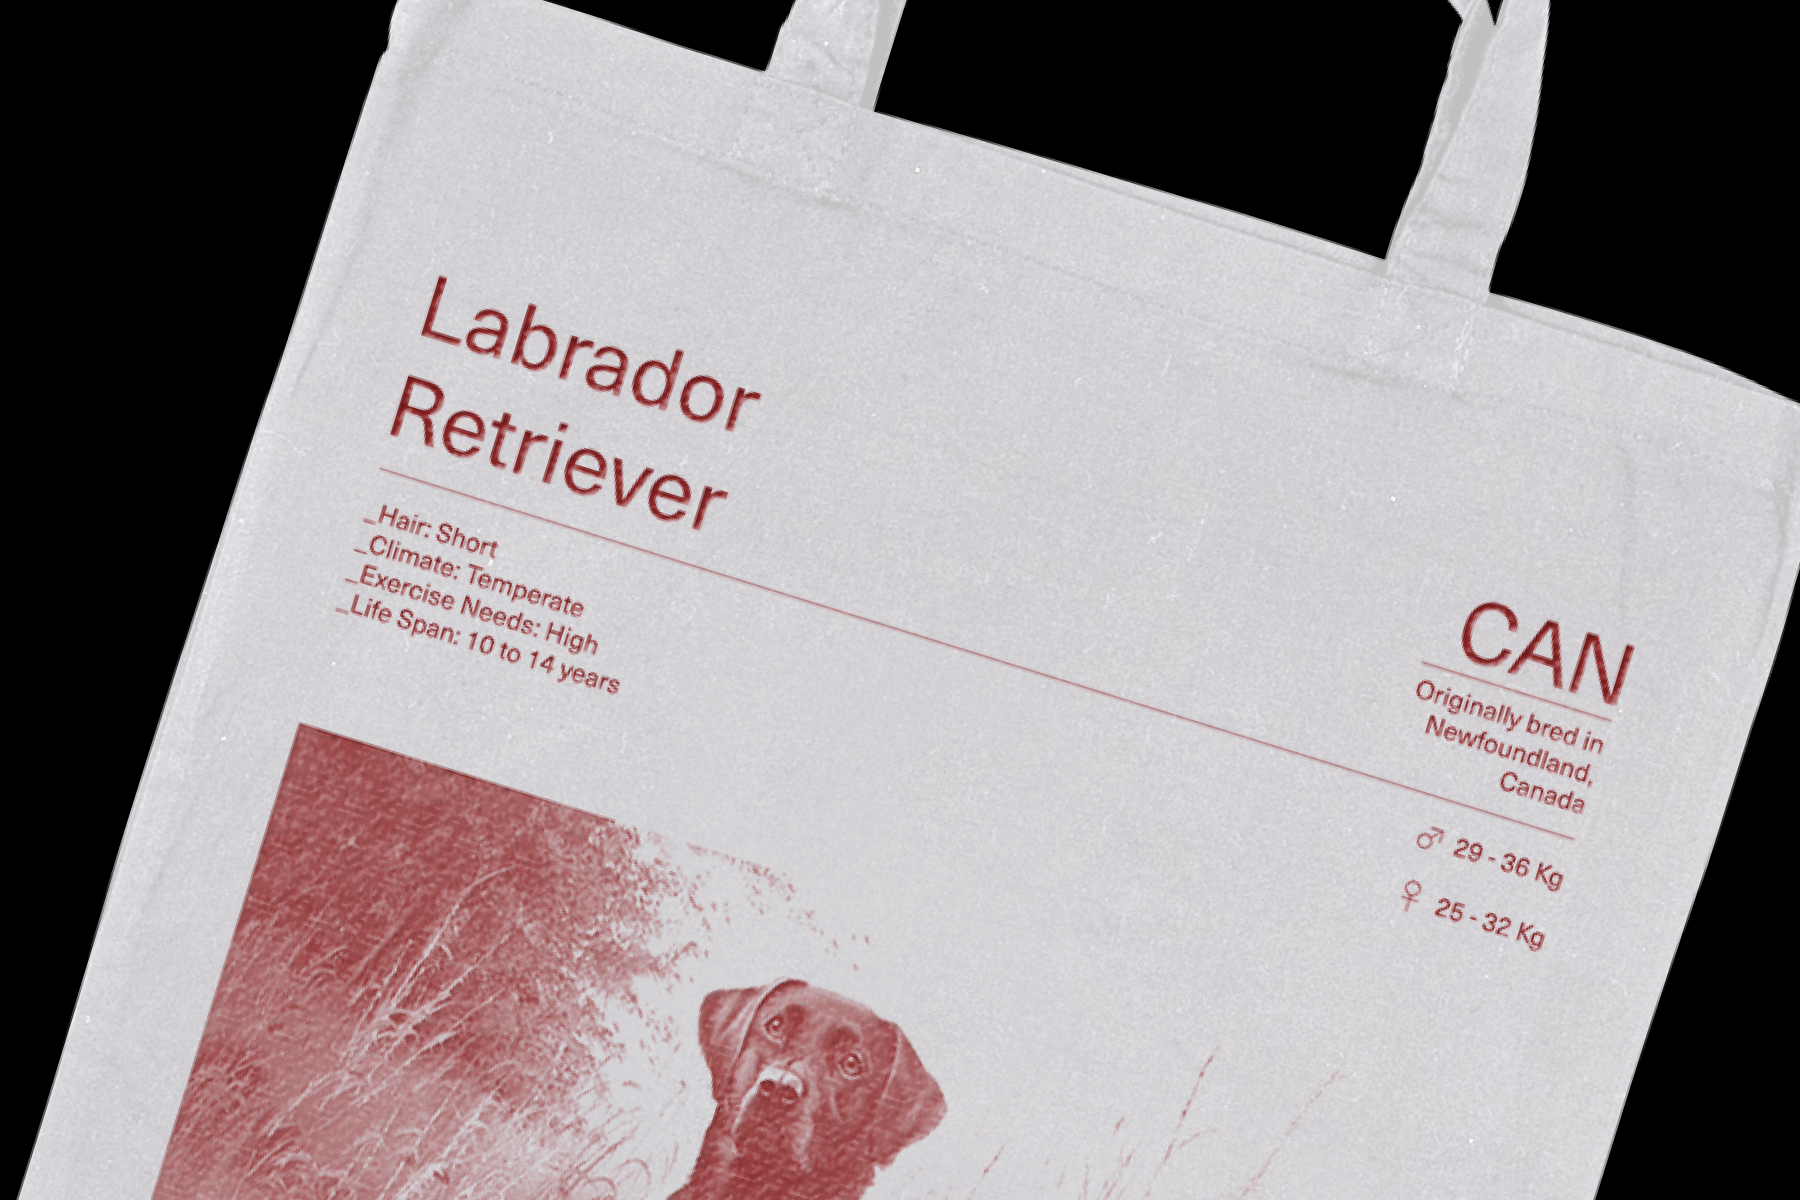 Labrador
Retriever
_Hair: Short
_Climate: Temperate
_Exercise Needs: High
_Life Span: 10 to 14 years
CAN
Originally bred in
Newfoundland,
Canada
♂ 29 - 36 Kg
♀ 25 - 32 Kg